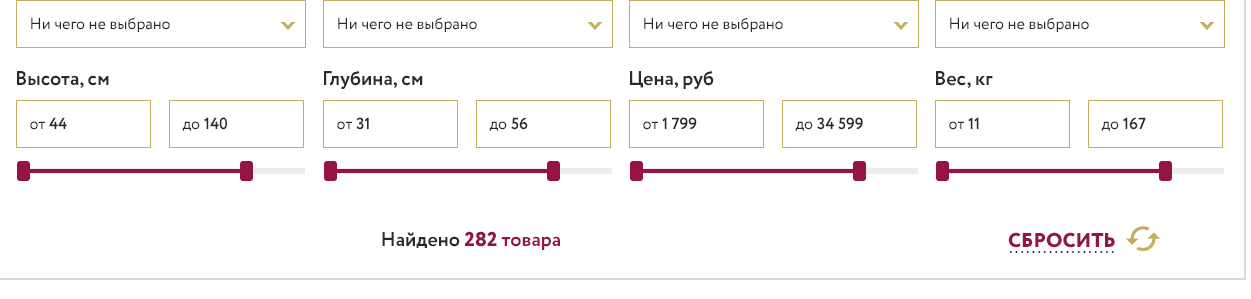 Ни чего не выбрано Ни чего не выбрано Ни чего не выбрано Ни чего не выбрано
Высота, см Глубина, см Цена, руб Вес, кг
от 44 до 140 от 31 до 56 от 1 799 до 34 599 от 11 до 167
Найдено 282 товара СБРОСИТЬ